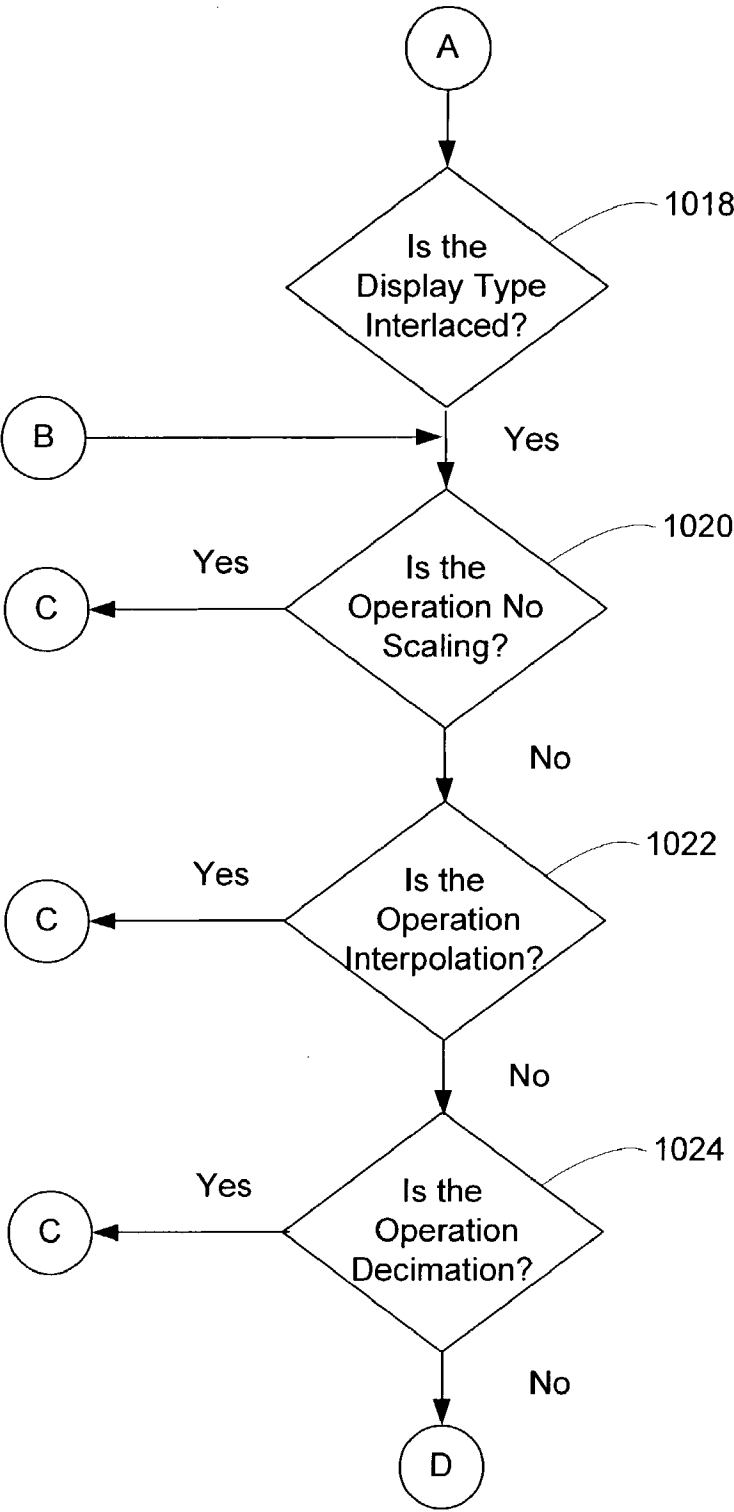 A
1018
Is the
Display Type
Interlaced?
B
Yes
1020
Yes
Is the
Operation No
Scaling?
C
No
1022
Yes
Is the
Operation
Interpolation?
C
No
1024
Yes
Is the
Operation
Decimation?
C
No
D